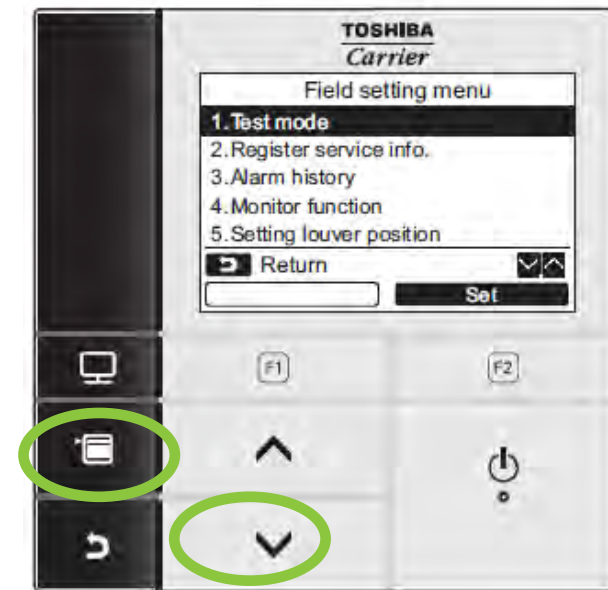 TOSHIBA
Carrier
Field setting menu
1.Test mode
2.Register service info.
3.Alarm history
4.Monitor function
5.Setting louver position
Return
Set
F1
F2